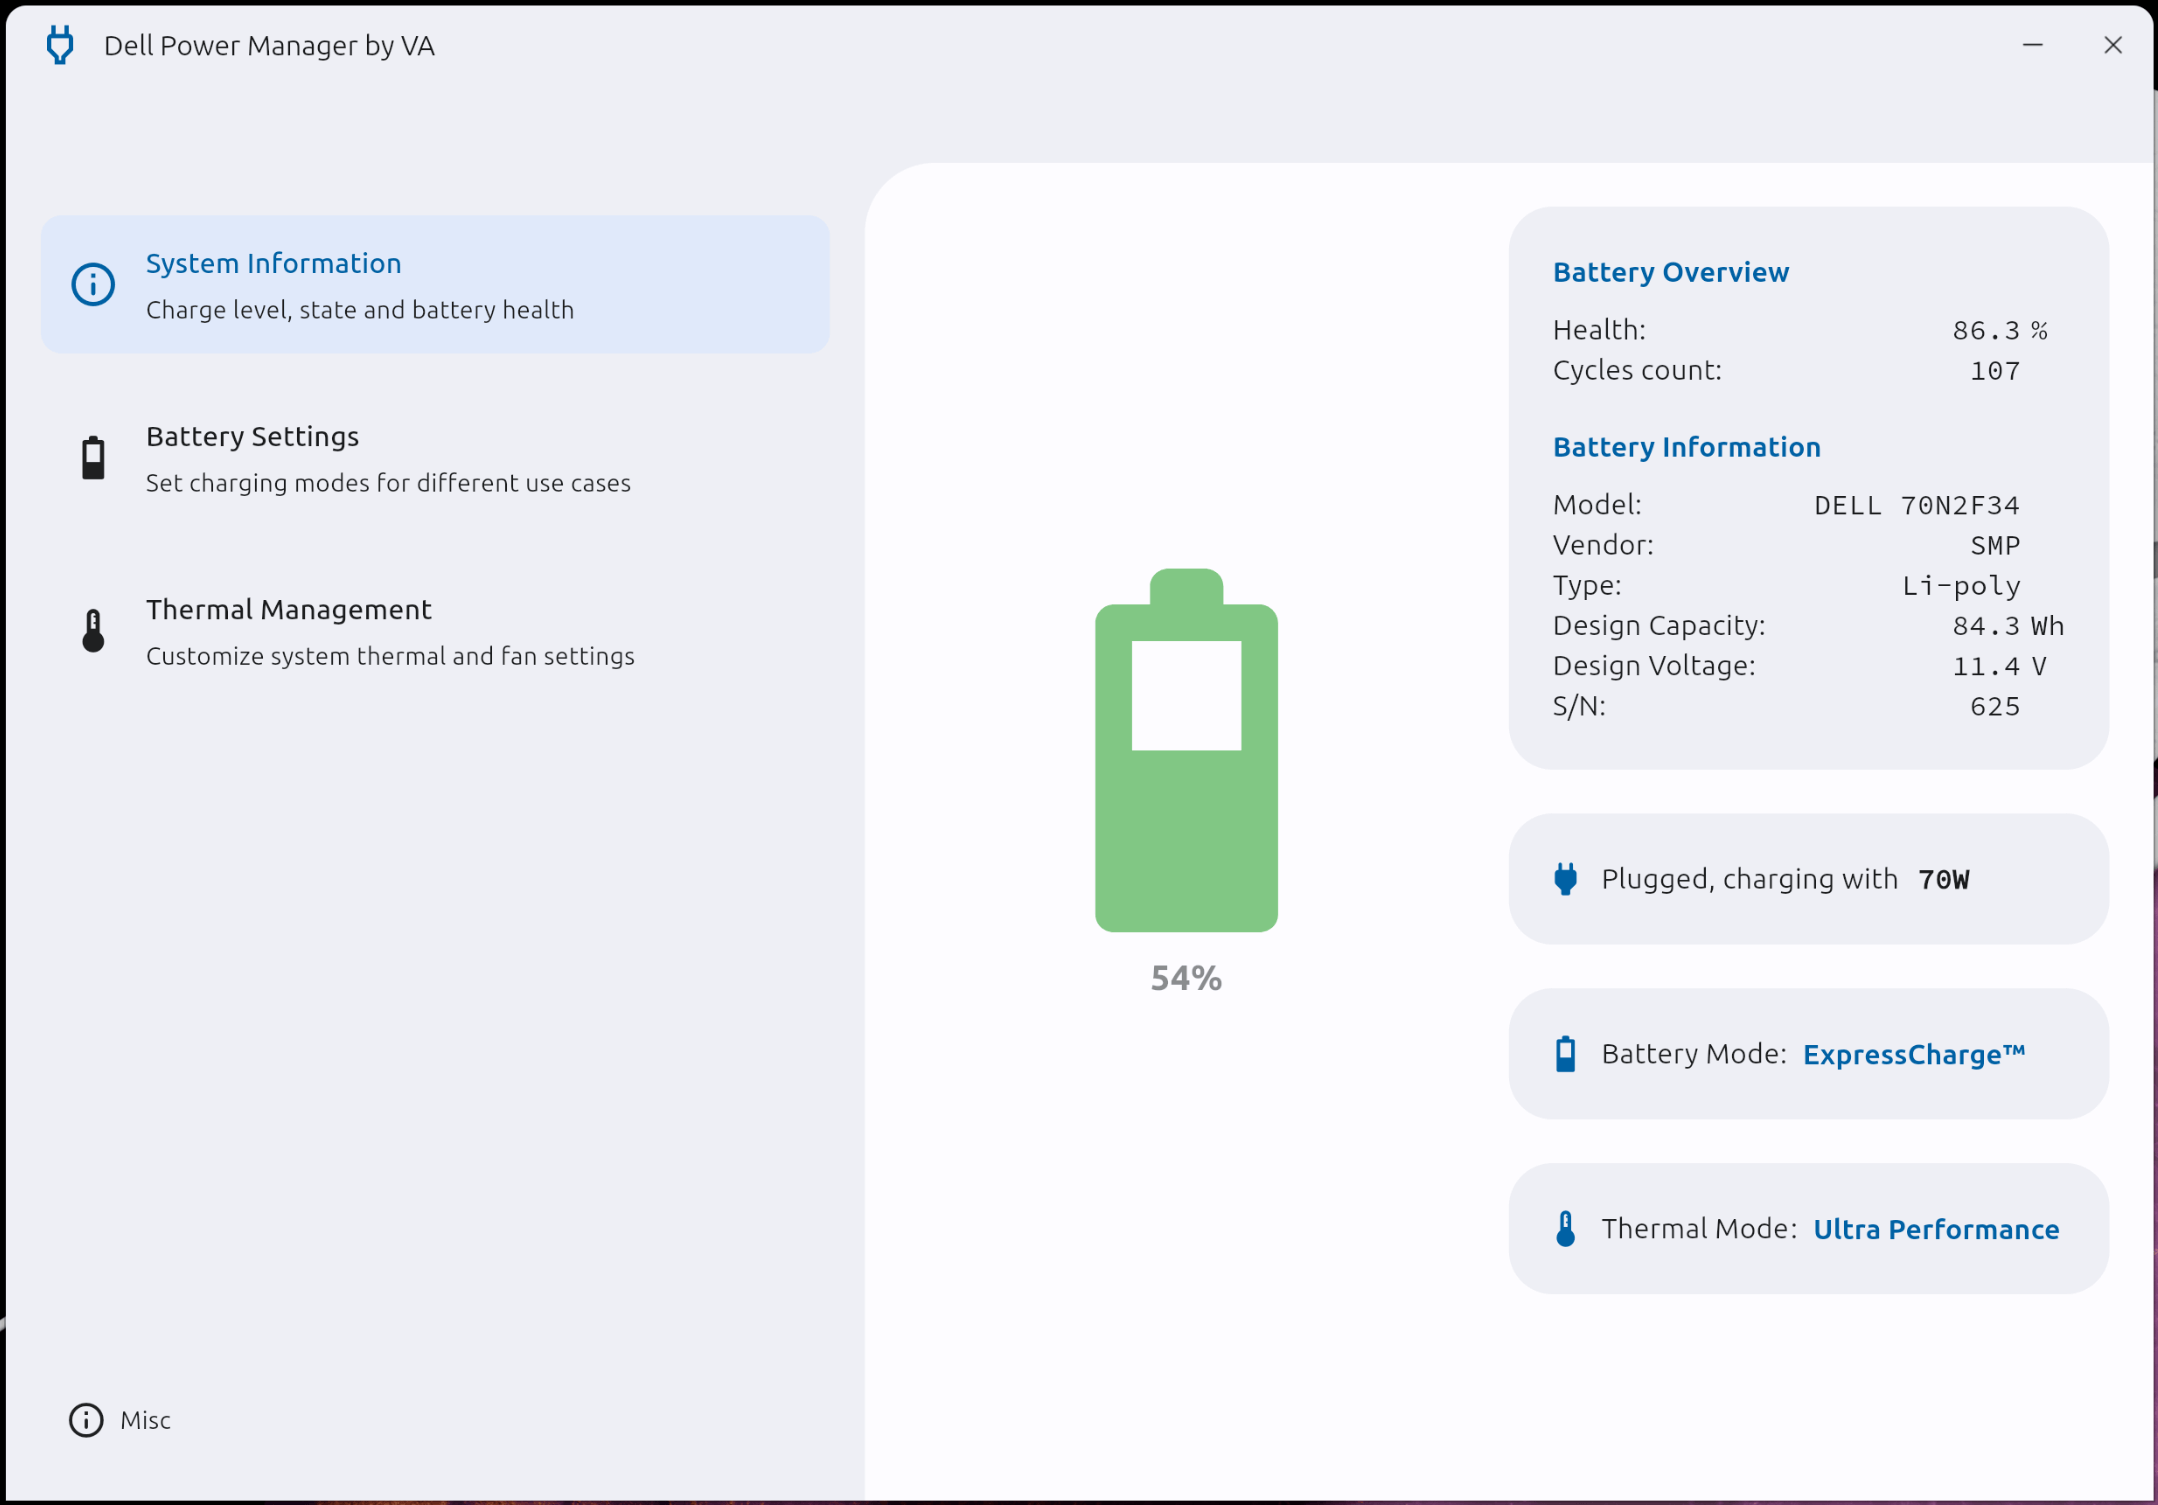 Dell Power Manager by VA
System Information
Charge level, state and battery health
Battery Settings
Set charging modes for different use cases
Thermal Management
Customize system thermal and fan settings
Misc
54%
Battery Overview
Health: 86.3 %
Cycles count: 107
Battery Information
Model: DELL 70N2F34
Vendor: SMP
Type: Li-poly
Design Capacity: 84.3 Wh
Design Voltage: 11.4 V
S/N: 625
Plugged, charging with 70W
Battery Mode: ExpressCharge™
Thermal Mode: Ultra Performance